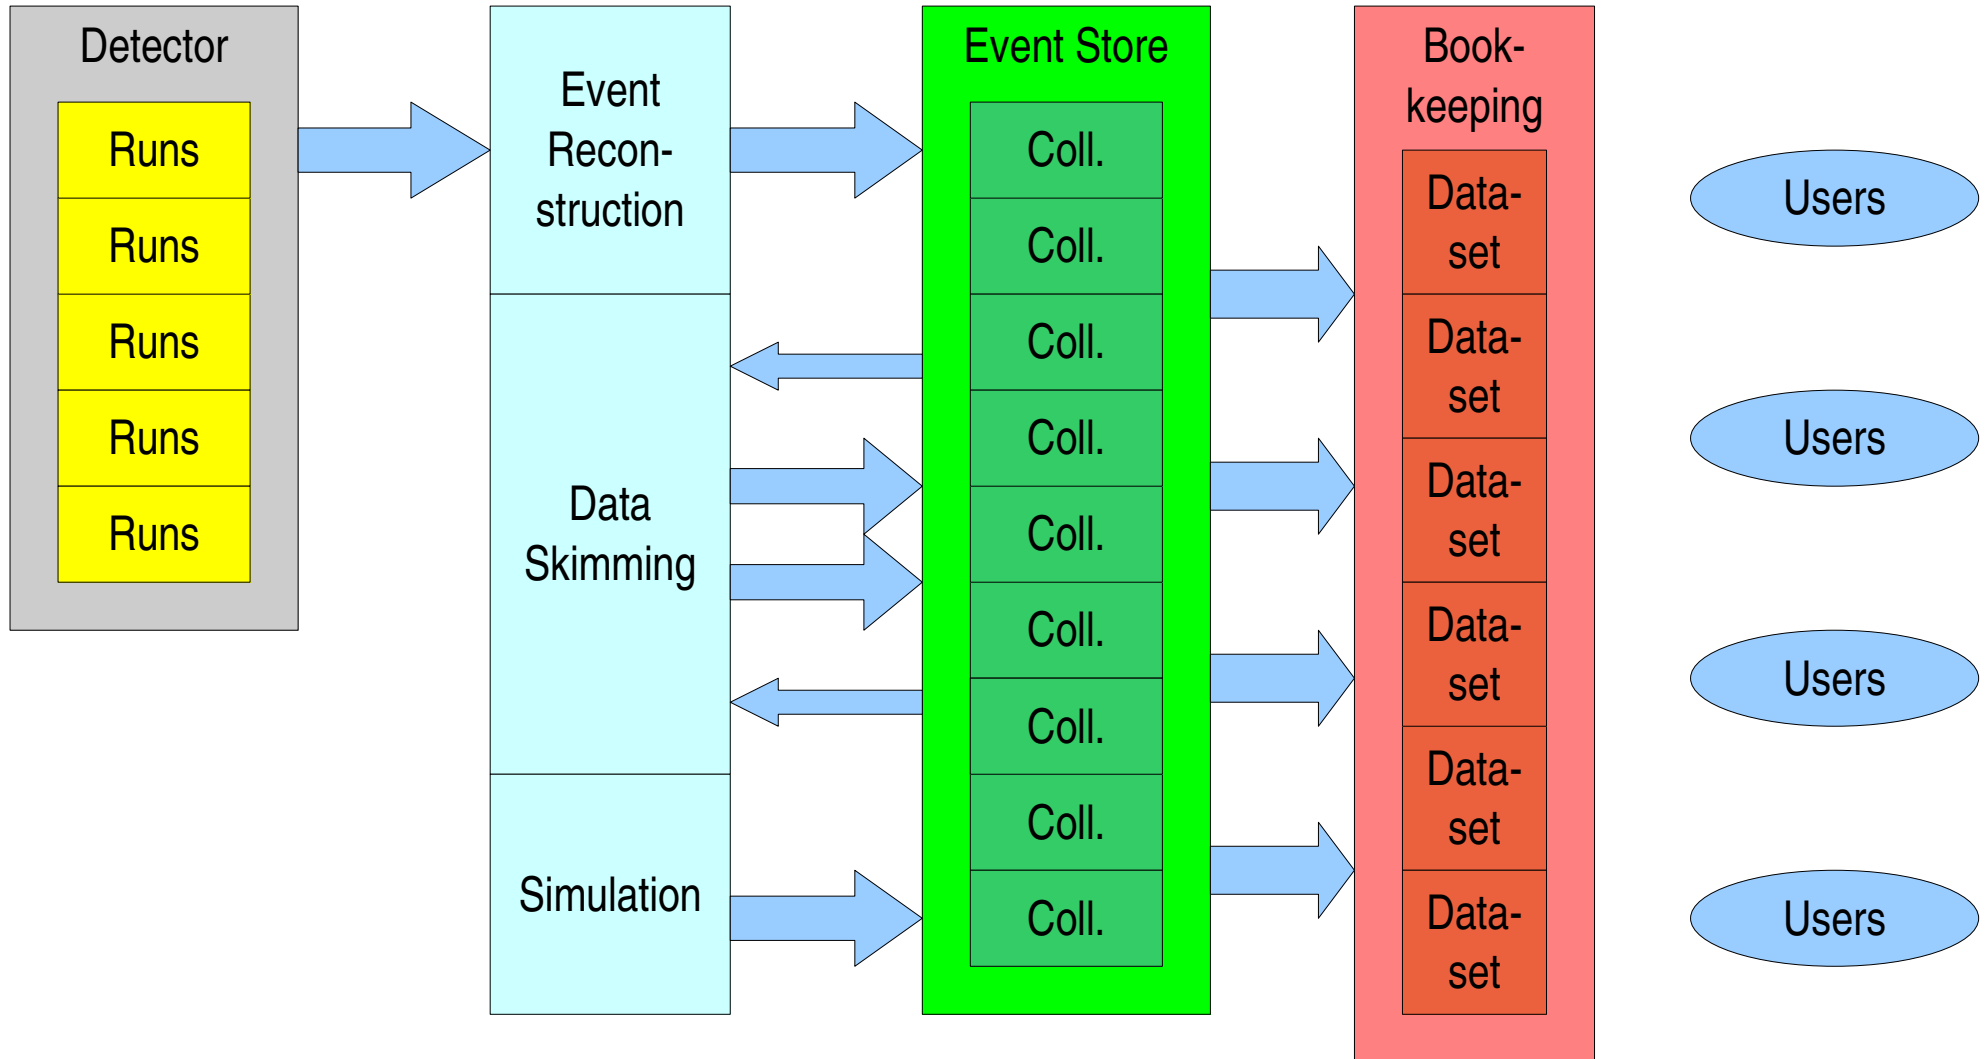 Detector
Runs
Runs
Runs
Runs
Runs
Event
Recon-
struction
Data
Skimming
Simulation
Event Store
Coll.
Coll.
Coll.
Coll.
Coll.
Coll.
Coll.
Coll.
Coll.
Book-
keeping
Data-
set
Data-
set
Data-
set
Data-
set
Data-
set
Data-
set
Users
Users
Users
Users